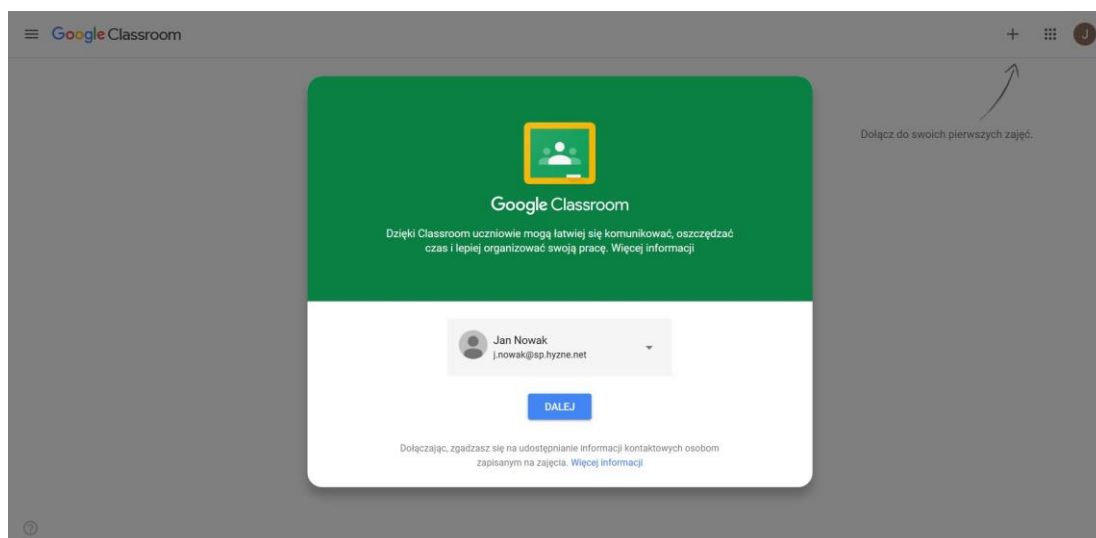 Google Classroom
J
Dołącz do swoich pierwszych zajęć.
Google Classroom
Dzięki Classroom uczniowie mogą łatwiej się komunikować, oszczędzać
czas i lepiej organizować swoją pracę. Więcej informacji
Jan Nowak
j.nowak@sp.hyzne.net
DALEJ
Dołączając, zgadzasz się na udostępnianie informacji kontaktowych osobom
zapisanym na zajęcia. Więcej informacji